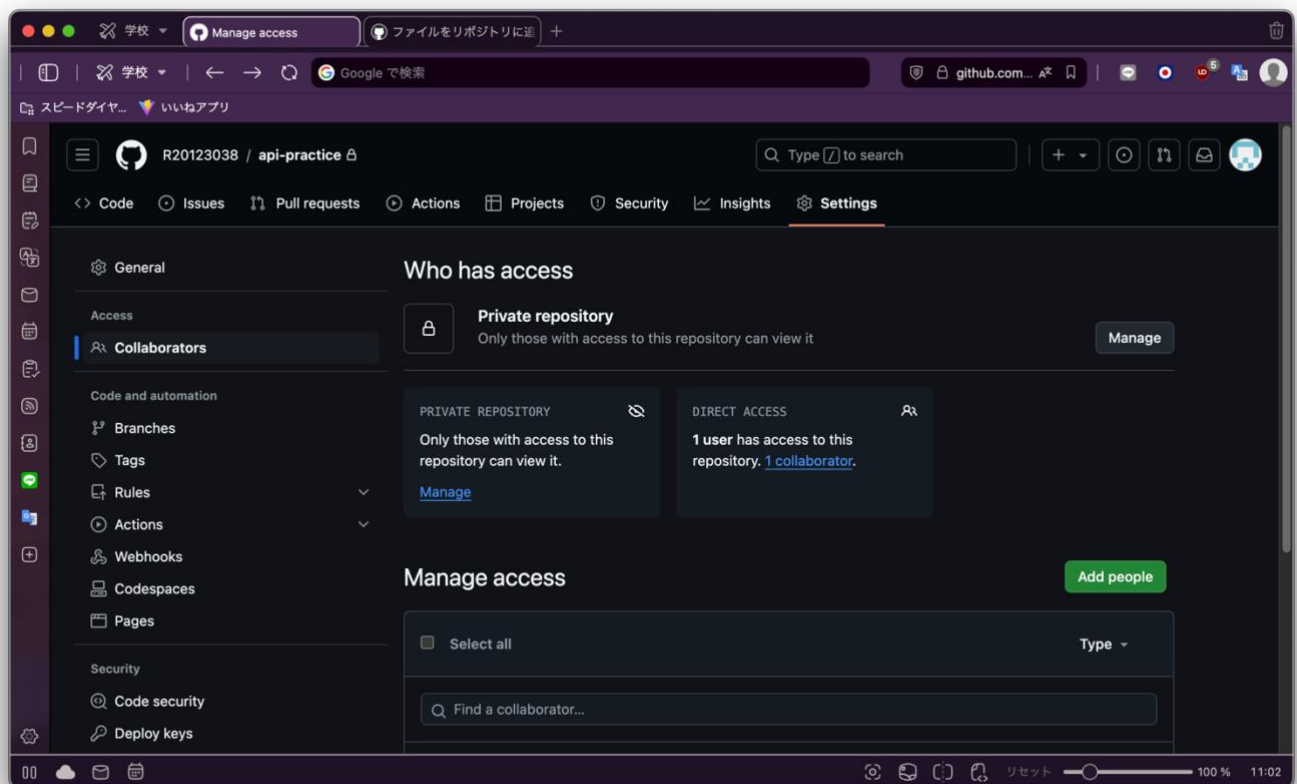 学校
Manage access
ファイルをリポジトリに追
学校
Google で検索
github.com...
5
スピードダイヤ...
いいねアプリ
R20123038 / api-practice
Type / to search
Code
Issues
Pull requests
Actions
Projects
Security
Insights
Settings
General
Access
Collaborators
Code and automation
Branches
Tags
Rules
Actions
Webhooks
Codespaces
Pages
Security
Code security
Deploy keys
Who has access
Private repository
Only those with access to this repository can view it
Manage
PRIVATE REPOSITORY
Only those with access to this
repository can view it.
Manage
DIRECT ACCESS
1 user has access to this
repository. 1 collaborator.
Manage access
Add people
Select all
Type
Find a collaborator...
リセット
100 %
11:02